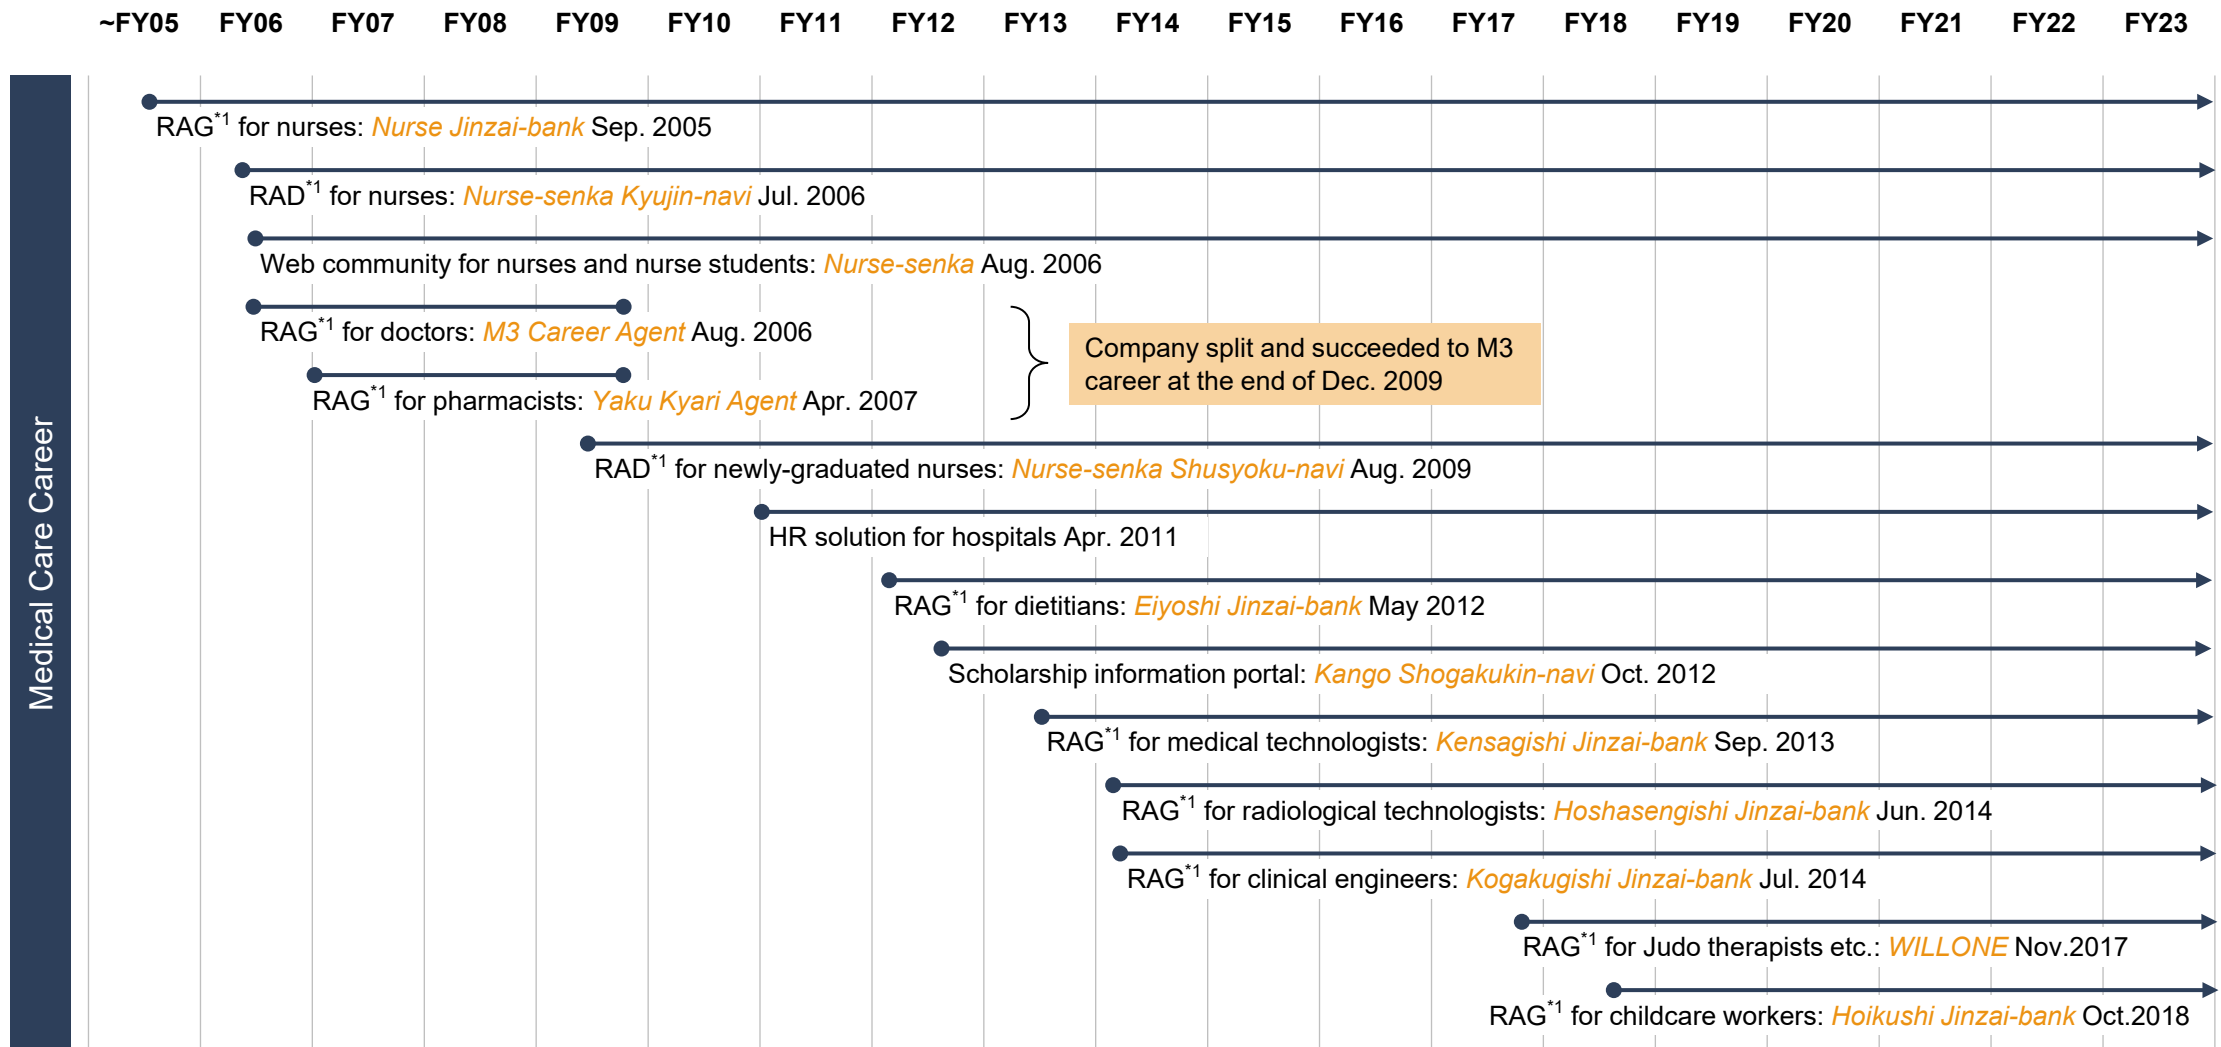 ~FY05 FY06 FY07 FY08 FY09 FY10 FY11 FY12 FY13 FY14 FY15 FY16 FY17 FY18 FY19 FY20 FY21 FY22 FY23
Medical Care Career
RAG*1 for nurses: Nurse Jinzai-bank Sep. 2005
RAD*1 for nurses: Nurse-senka Kyujin-navi Jul. 2006
Web community for nurses and nurse students: Nurse-senka Aug. 2006
RAG*1 for doctors: M3 Career Agent Aug. 2006
RAG*1 for pharmacists: Yaku Kyari Agent Apr. 2007
Company split and succeeded to M3
career at the end of Dec. 2009
RAD*1 for newly-graduated nurses: Nurse-senka Shusyoku-navi Aug. 2009
HR solution for hospitals Apr. 2011
RAG*1 for dietitians: Eiyoshi Jinzai-bank May 2012
Scholarship information portal: Kango Shogakukin-navi Oct. 2012
RAG*1 for medical technologists: Kensagishi Jinzai-bank Sep. 2013
RAG*1 for radiological technologists: Hoshasengishi Jinzai-bank Jun. 2014
RAG*1 for clinical engineers: Kogakugishi Jinzai-bank Jul. 2014
RAG*1 for Judo therapists etc.: WILLONE Nov.2017
RAG*1 for childcare workers: Hoikushi Jinzai-bank Oct.2018